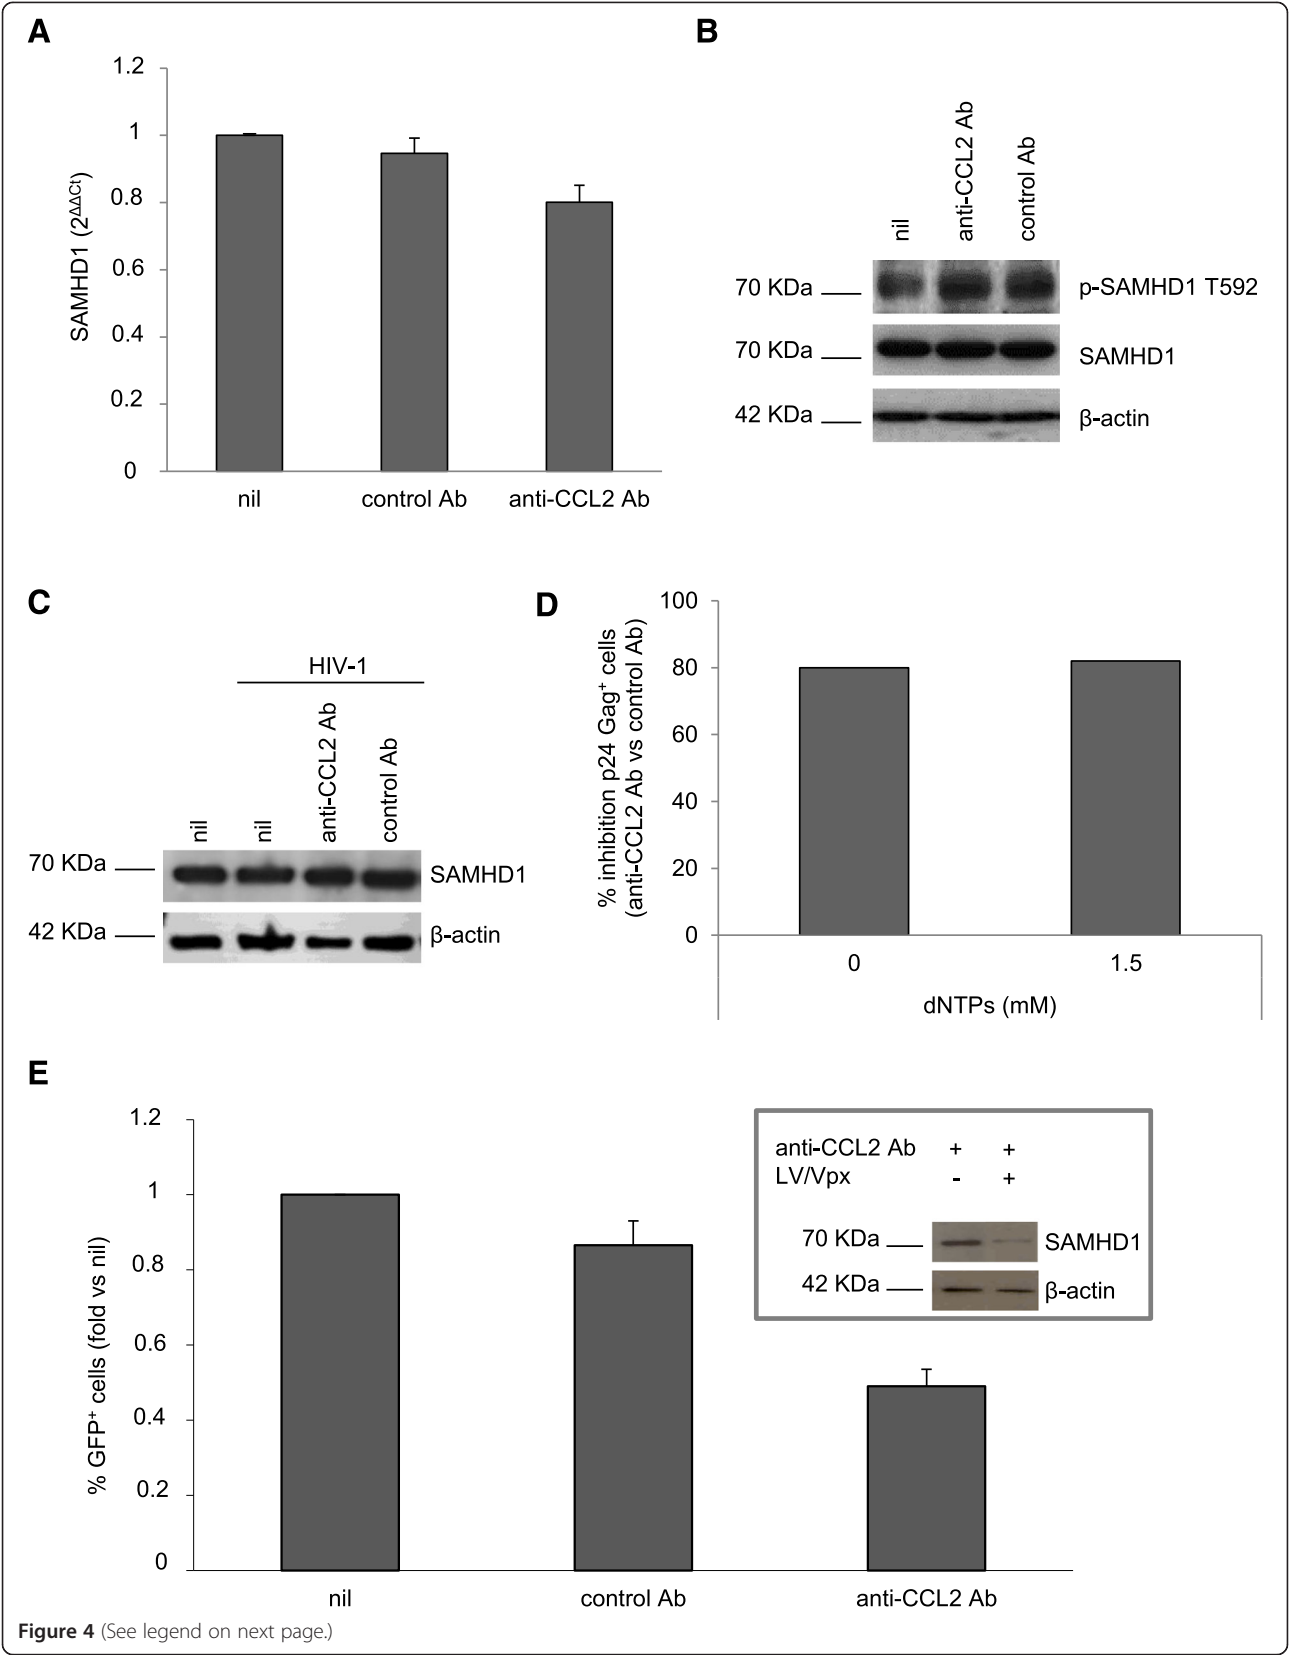 A
1.2
1
0.8
0.6
0.4
0.2
0
SAMHD1 (2ΔΔCt)
nil
control Ab
anti-CCL2 Ab
B
nil
anti-CCL2 Ab
control Ab
70 KDa
p-SAMHD1 T592
70 KDa
SAMHD1
42 KDa
β-actin
C
HIV-1
nil
nil
anti-CCL2 Ab
control Ab
70 KDa
SAMHD1
42 KDa
β-actin
D
100
80
60
40
20
0
% inhibition p24 Gag+ cells
(anti-CCL2 Ab vs control Ab)
0
1.5
dNTPs (mM)
E
1.2
1
0.8
0.6
0.4
0.2
0
% GFP+ cells (fold vs nil)
anti-CCL2 Ab + +
LV/Vpx - +
70 KDa
SAMHD1
42 KDa
β-actin
nil
control Ab
anti-CCL2 Ab
Figure 4 (See legend on next page.)